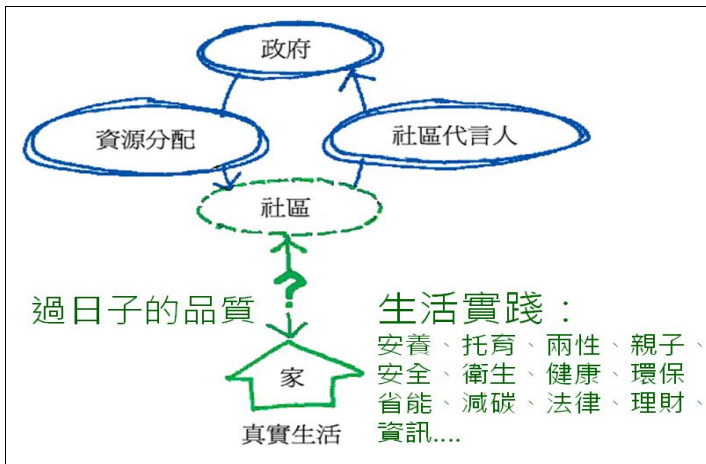 政府
資源分配
社區代言人
社區
?
過日子的品質
生活實踐：
安養、托育、兩性、親子、
安全、衛生、健康、環保
省能、減碳、法律、理財、
資訊....
家
真實生活